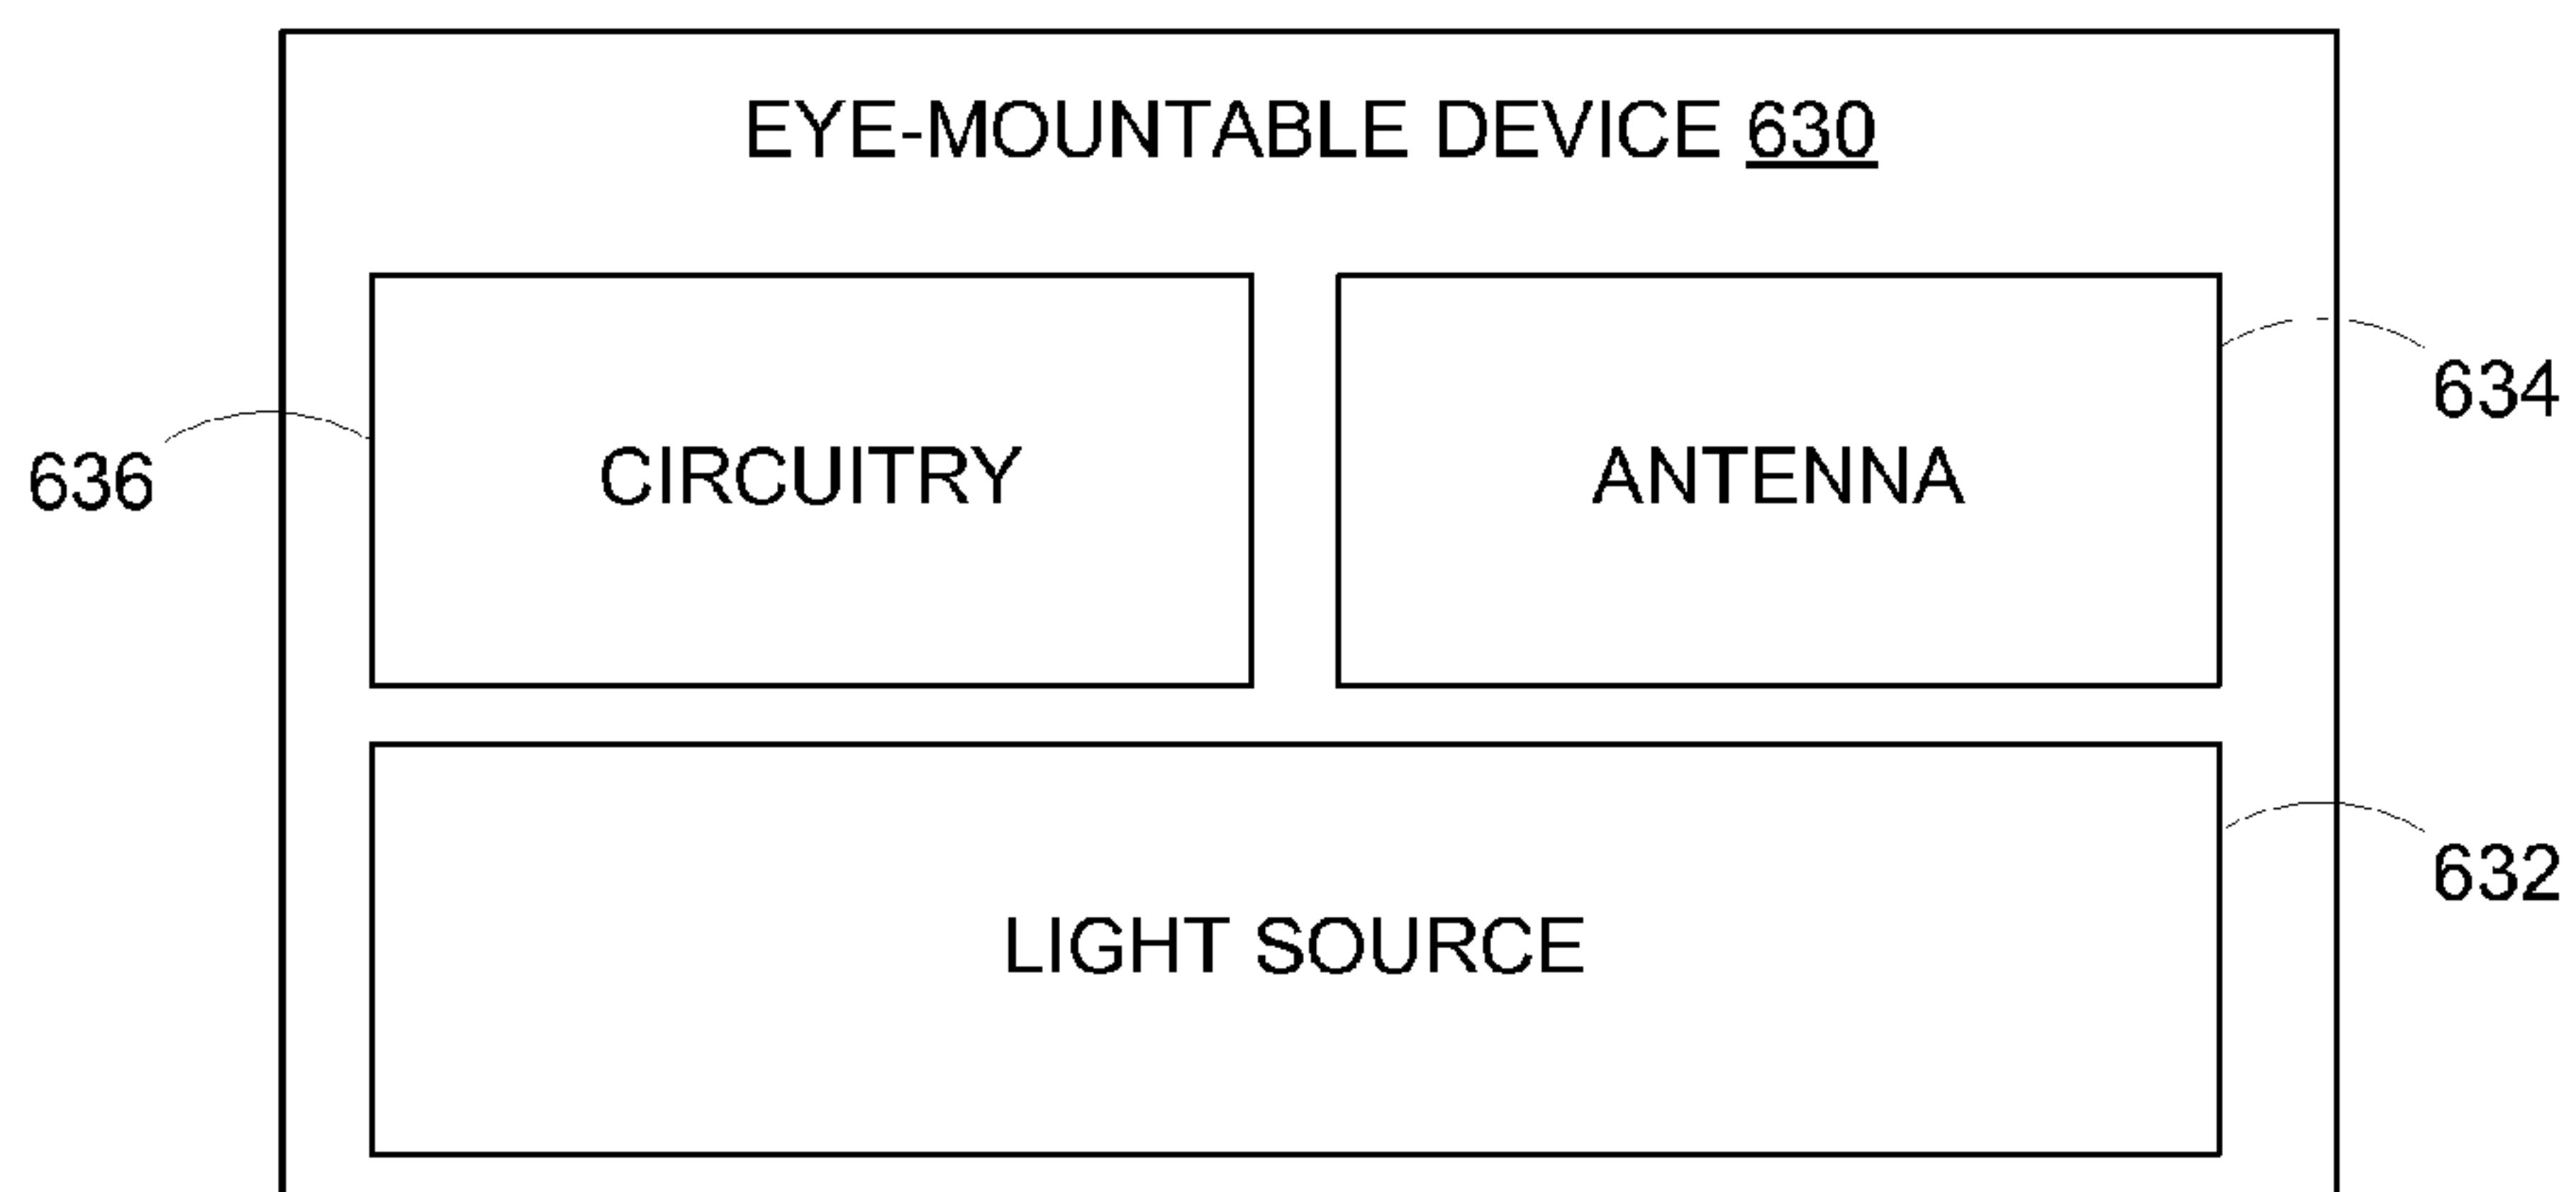 EYE-MOUNTABLE DEVICE 630
634
636
CIRCUITRY
ANTENNA
632
LIGHT SOURCE